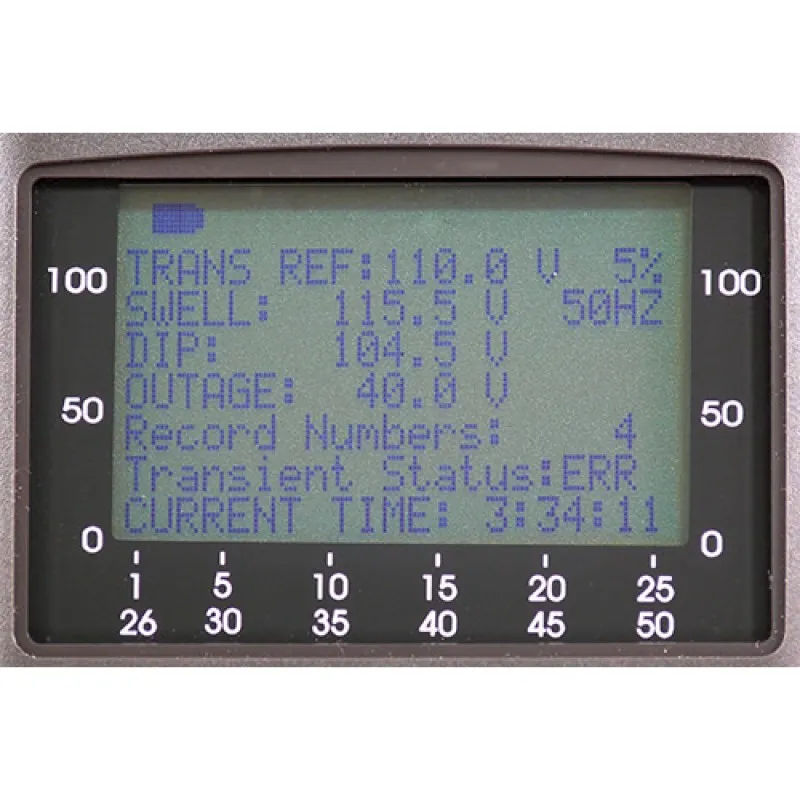 TRANS REF:110.0 V 5%
SWELL: 115.5 V 50HZ
DIP: 104.5 V
OUTAGE: 40.0 V
Record Numbers: 4
Transient Status:ERR
CURRENT TIME: 3:34:11
100
50
0
100
50
0
1 5 10 15 20 25
26 30 35 40 45 50